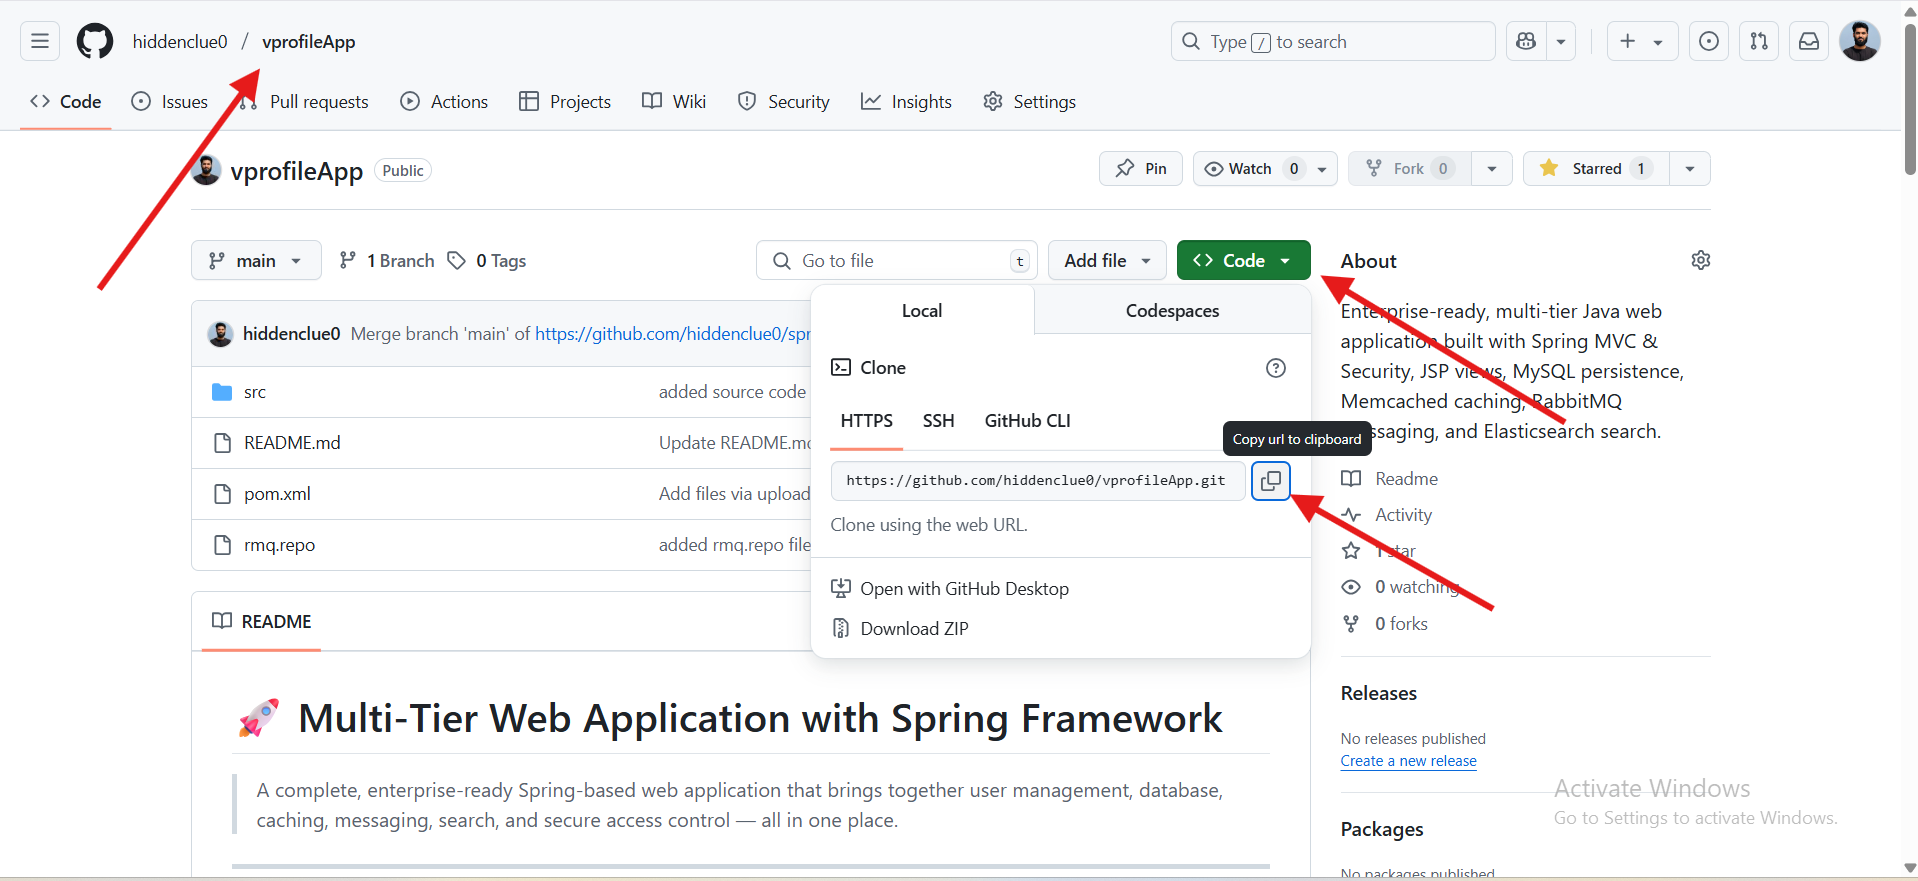 hiddenclue0 / vprofileApp
Type / to search
Code
Issues
Pull requests
Actions
Projects
Wiki
Security
Insights
Settings
vprofileApp
Public
Pin
Watch 0
Fork 0
Starred 1
main
1 Branch
0 Tags
Go to file
t
Add file
Code
hiddenclue0 Merge branch 'main' of https://github.com/hiddenclue0/spr
src
added source code
README.md
Update README.md
pom.xml
Add files via upload
rmq.repo
added rmq.repo file
Local
Codespaces
Clone
HTTPS
SSH
GitHub CLI
Copy url to clipboard
https://github.com/hiddenclue0/vprofileApp.git
Clone using the web URL.
Open with GitHub Desktop
Download ZIP
About
Enterprise-ready, multi-tier Java web
application built with Spring MVC &
Security, JSP views, MySQL persistence,
Memcached caching, RabbitMQ
ssaging, and Elasticsearch search.
Readme
Activity
1 star
0 watching
0 forks
Releases
No releases published
Create a new release
Packages
No packages published
README
🚀 Multi-Tier Web Application with Spring Framework
A complete, enterprise-ready Spring-based web application that brings together user management, database,
caching, messaging, search, and secure access control — all in one place.
Activate Windows
Go to Settings to activate Windows.